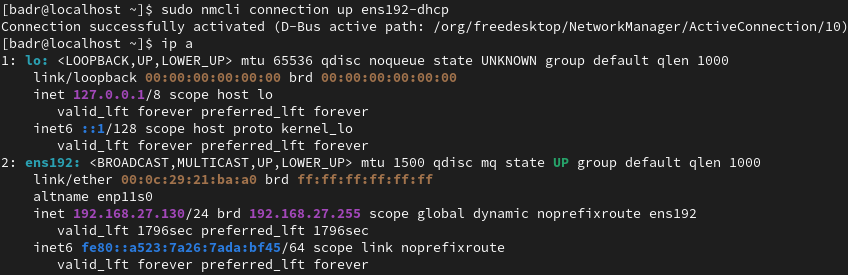 [badr@localhost ~]$ sudo nmcli connection up ens192-dhcp
Connection successfully activated (D-Bus active path: /org/freedesktop/NetworkManager/ActiveConnection/10)
[badr@localhost ~]$ ip a
1: lo: <LOOPBACK,UP,LOWER_UP> mtu 65536 qdisc noqueue state UNKNOWN group default qlen 1000
    link/loopback 00:00:00:00:00:00 brd 00:00:00:00:00:00
    inet 127.0.0.1/8 scope host lo
       valid_lft forever preferred_lft forever
    inet6 ::1/128 scope host proto kernel_lo
       valid_lft forever preferred_lft forever
2: ens192: <BROADCAST,MULTICAST,UP,LOWER_UP> mtu 1500 qdisc mq state UP group default qlen 1000
    link/ether 00:0c:29:21:ba:a0 brd ff:ff:ff:ff:ff:ff
    altname enp11s0
    inet 192.168.27.130/24 brd 192.168.27.255 scope global dynamic noprefixroute ens192
       valid_lft 1796sec preferred_lft 1796sec
    inet6 fe80::a523:7a26:7ada:bf45/64 scope link noprefixroute
       valid_lft forever preferred_lft forever